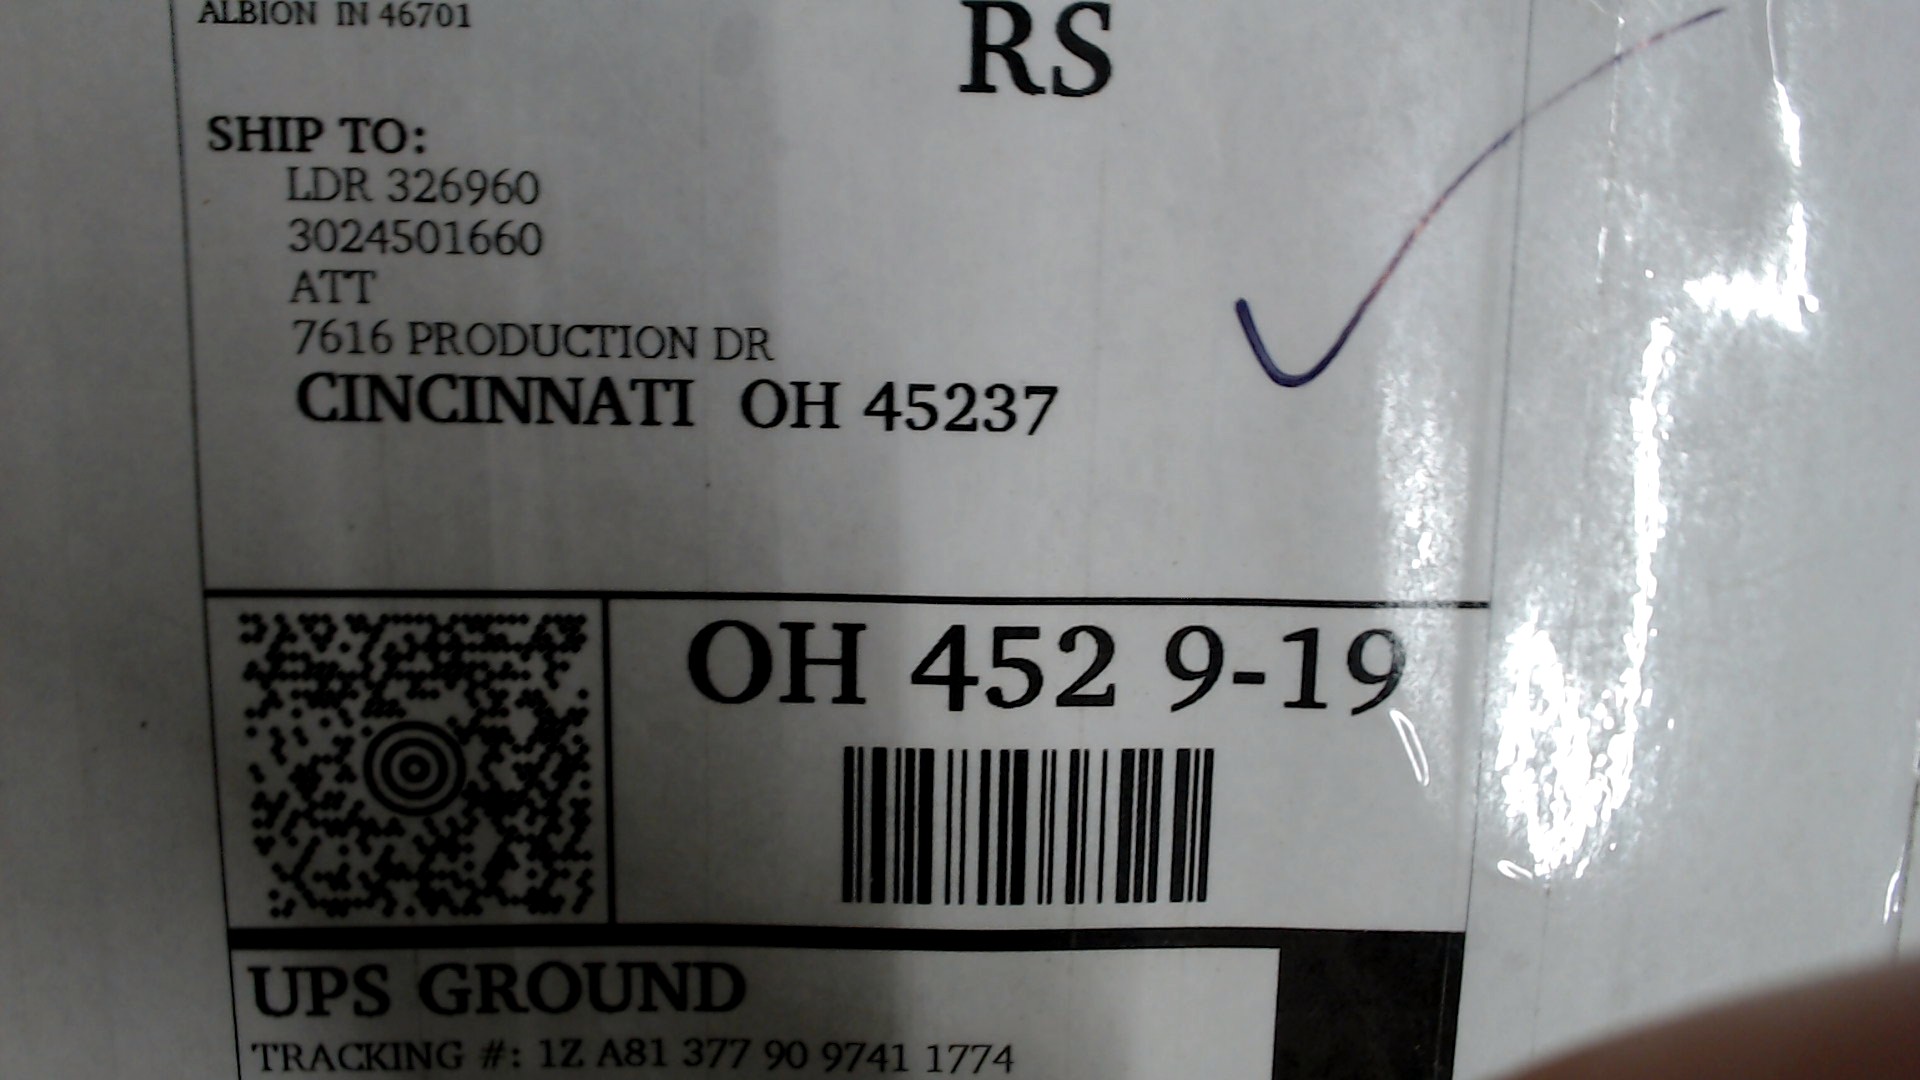 ALBION IN 46701
RS
SHIP TO:
LDR 326960
3024501660
ATT
7616 PRODUCTION DR
CINCINNATI OH 45237
OH 452 9-19
UPS GROUND
TRACKING #: 1Z A81 377 90 9741 1774